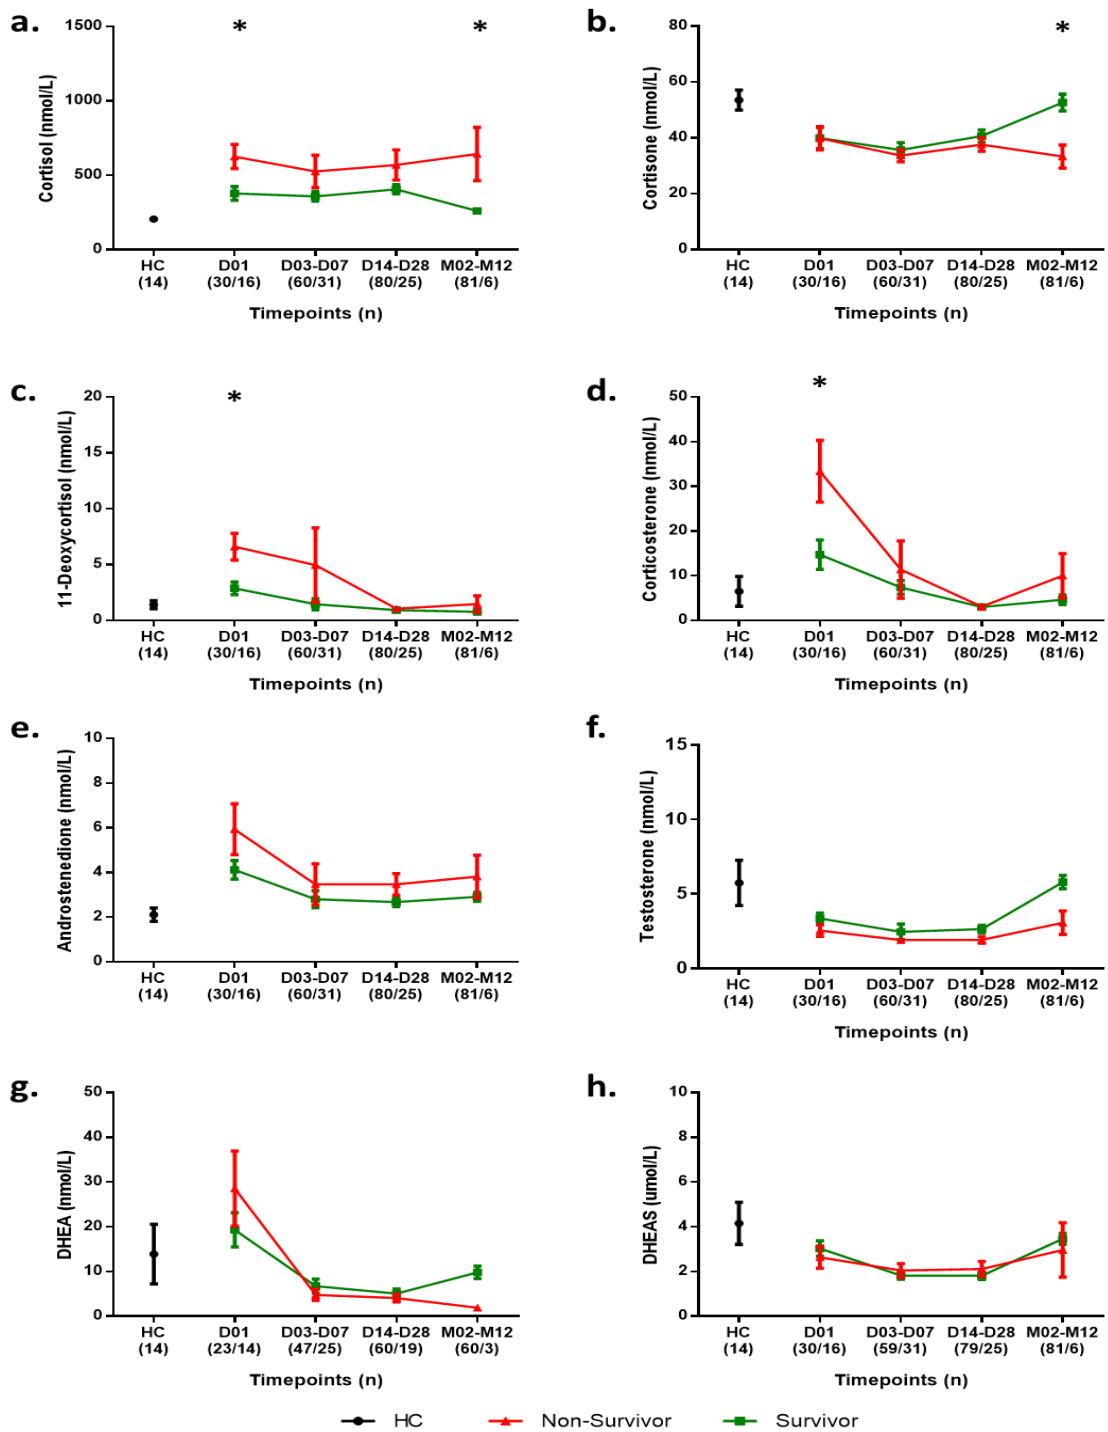 a.
*
*
Cortisol (nmol/L)
1500
1000
500
0
HC D01 D03-D07 D14-D28 M02-M12
(14) (30/16) (60/31) (80/25) (81/6)
Timepoints (n)
b.
*
Cortisone (nmol/L)
80
60
40
20
0
HC D01 D03-D07 D14-D28 M02-M12
(14) (30/16) (60/31) (80/25) (81/6)
Timepoints (n)
c.
*
11-Deoxycortisol (nmol/L)
20
15
10
5
0
HC D01 D03-D07 D14-D28 M02-M12
(14) (30/16) (60/31) (80/25) (81/6)
Timepoints (n)
d.
*
Corticosterone (nmol/L)
50
40
30
20
10
0
HC D01 D03-D07 D14-D28 M02-M12
(14) (30/16) (60/31) (80/25) (81/6)
Timepoints (n)
e.
Androstenedione (nmol/L)
10
8
6
4
2
0
HC D01 D03-D07 D14-D28 M02-M12
(14) (30/16) (60/31) (80/25) (81/6)
Timepoints (n)
f.
Testosterone (nmol/L)
15
10
5
0
HC D01 D03-D07 D14-D28 M02-M12
(14) (30/16) (60/31) (80/25) (81/6)
Timepoints (n)
g.
DHEA (nmol/L)
50
40
30
20
10
0
HC D01 D03-D07 D14-D28 M02-M12
(14) (23/14) (47/25) (60/19) (60/3)
Timepoints (n)
h.
DHEAS (umol/L)
10
8
6
4
2
0
HC D01 D03-D07 D14-D28 M02-M12
(14) (30/16) (59/31) (79/25) (81/6)
Timepoints (n)
HC Non-Survivor Survivor